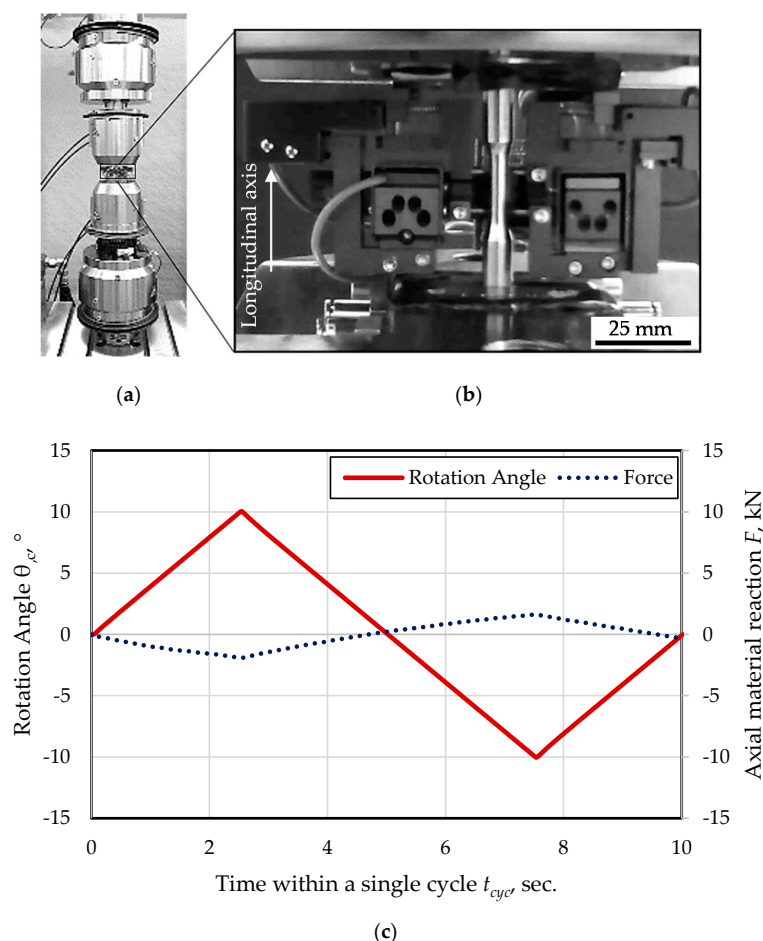 Longitudinal axis
25 mm
(a)
(b)
15
10
5
0
-5
-10
-15
Rotation Angle θ,c, °
Rotation Angle
Force
15
10
5
0
-5
-10
-15
Axial material reaction F, kN
0
2
4
6
8
10
Time within a single cycle tcyc, sec.
(c)